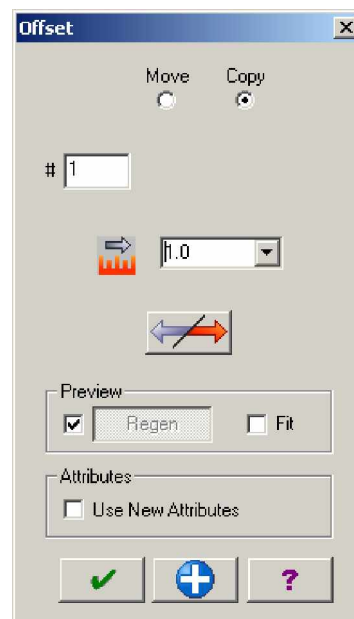 Offset
Move Copy
# 1
1.0
Preview
Regen Fit
Attributes
Use New Attributes
?